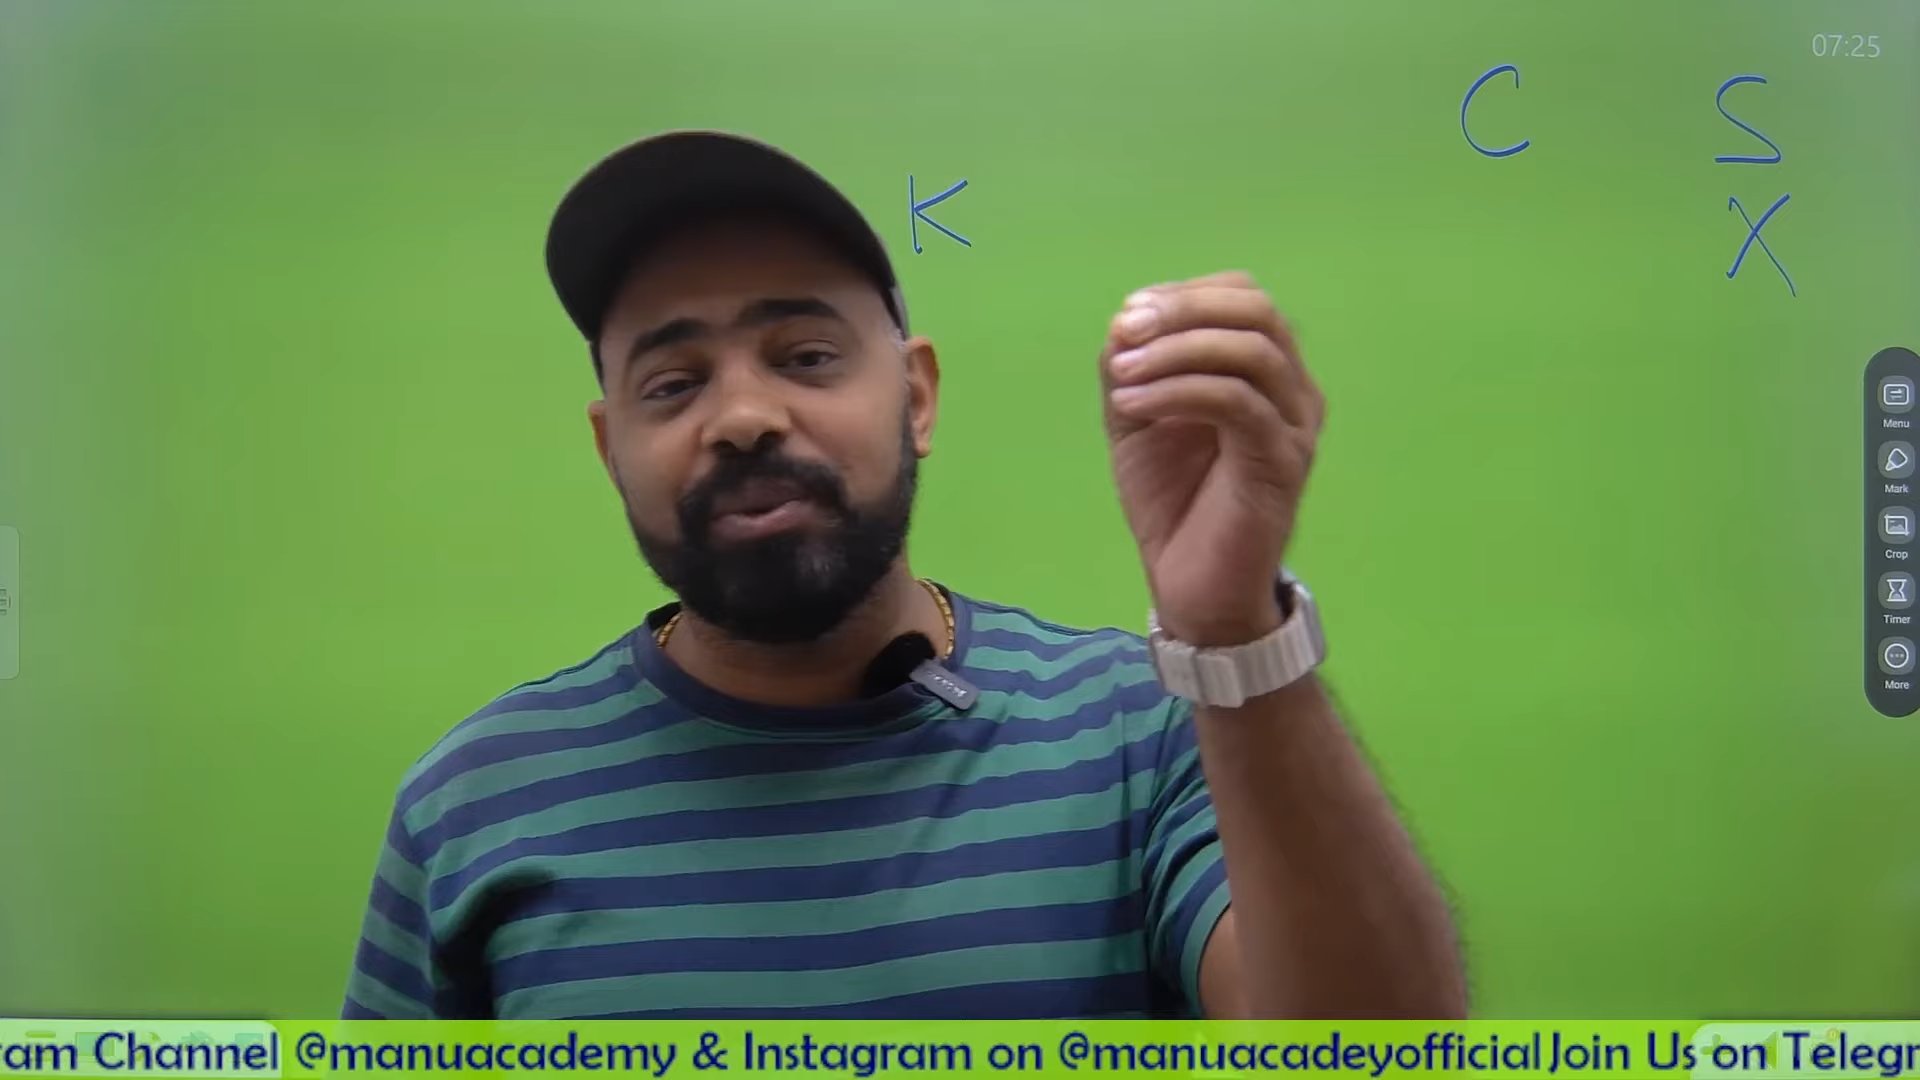 07:25
C S
K
X
Menu
Mark
Crop
Timer
More
ram Channel @manuacademy & Instagram on @manuacadeyofficial Join Us on Telegr